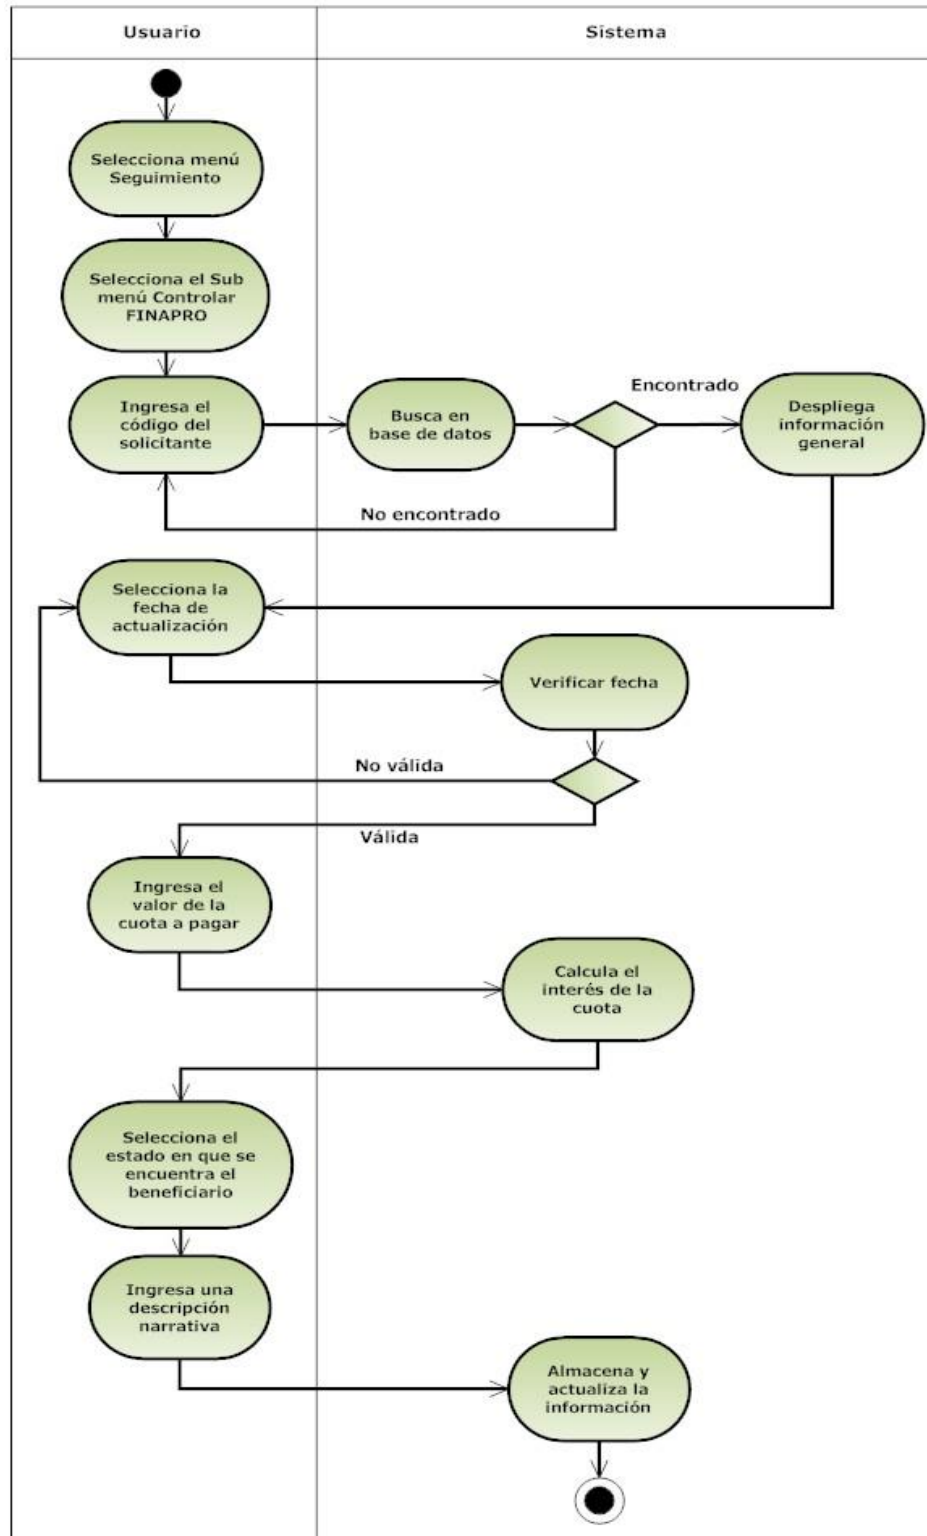 Usuario
Sistema
Selecciona menú
Seguimiento
Selecciona el Sub
menú Controlar
FINAPRO
Ingresa el
código del
solicitante
Busca en
base de datos
Encontrado
Despliega
información
general
No encontrado
Selecciona la
fecha de
actualización
Verificar fecha
No válida
Válida
Ingresa el
valor de la
cuota a pagar
Calcula el
interés de la
cuota
Selecciona el
estado en que se
encuentra el
beneficiario
Ingresa una
descripción
narrativa
Almacena y
actualiza la
información